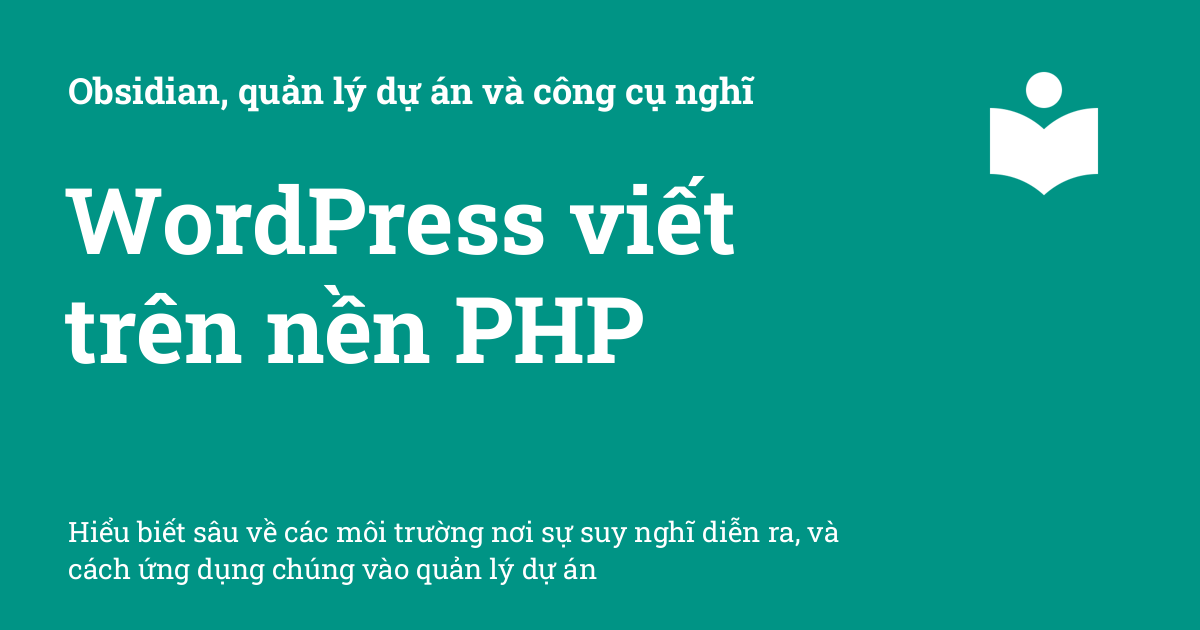 Obsidian, quản lý dự án và công cụ nghĩ
WordPress viết
trên nền PHP
Hiểu biết sâu về các môi trường nơi sự suy nghĩ diễn ra, và
cách ứng dụng chúng vào quản lý dự án